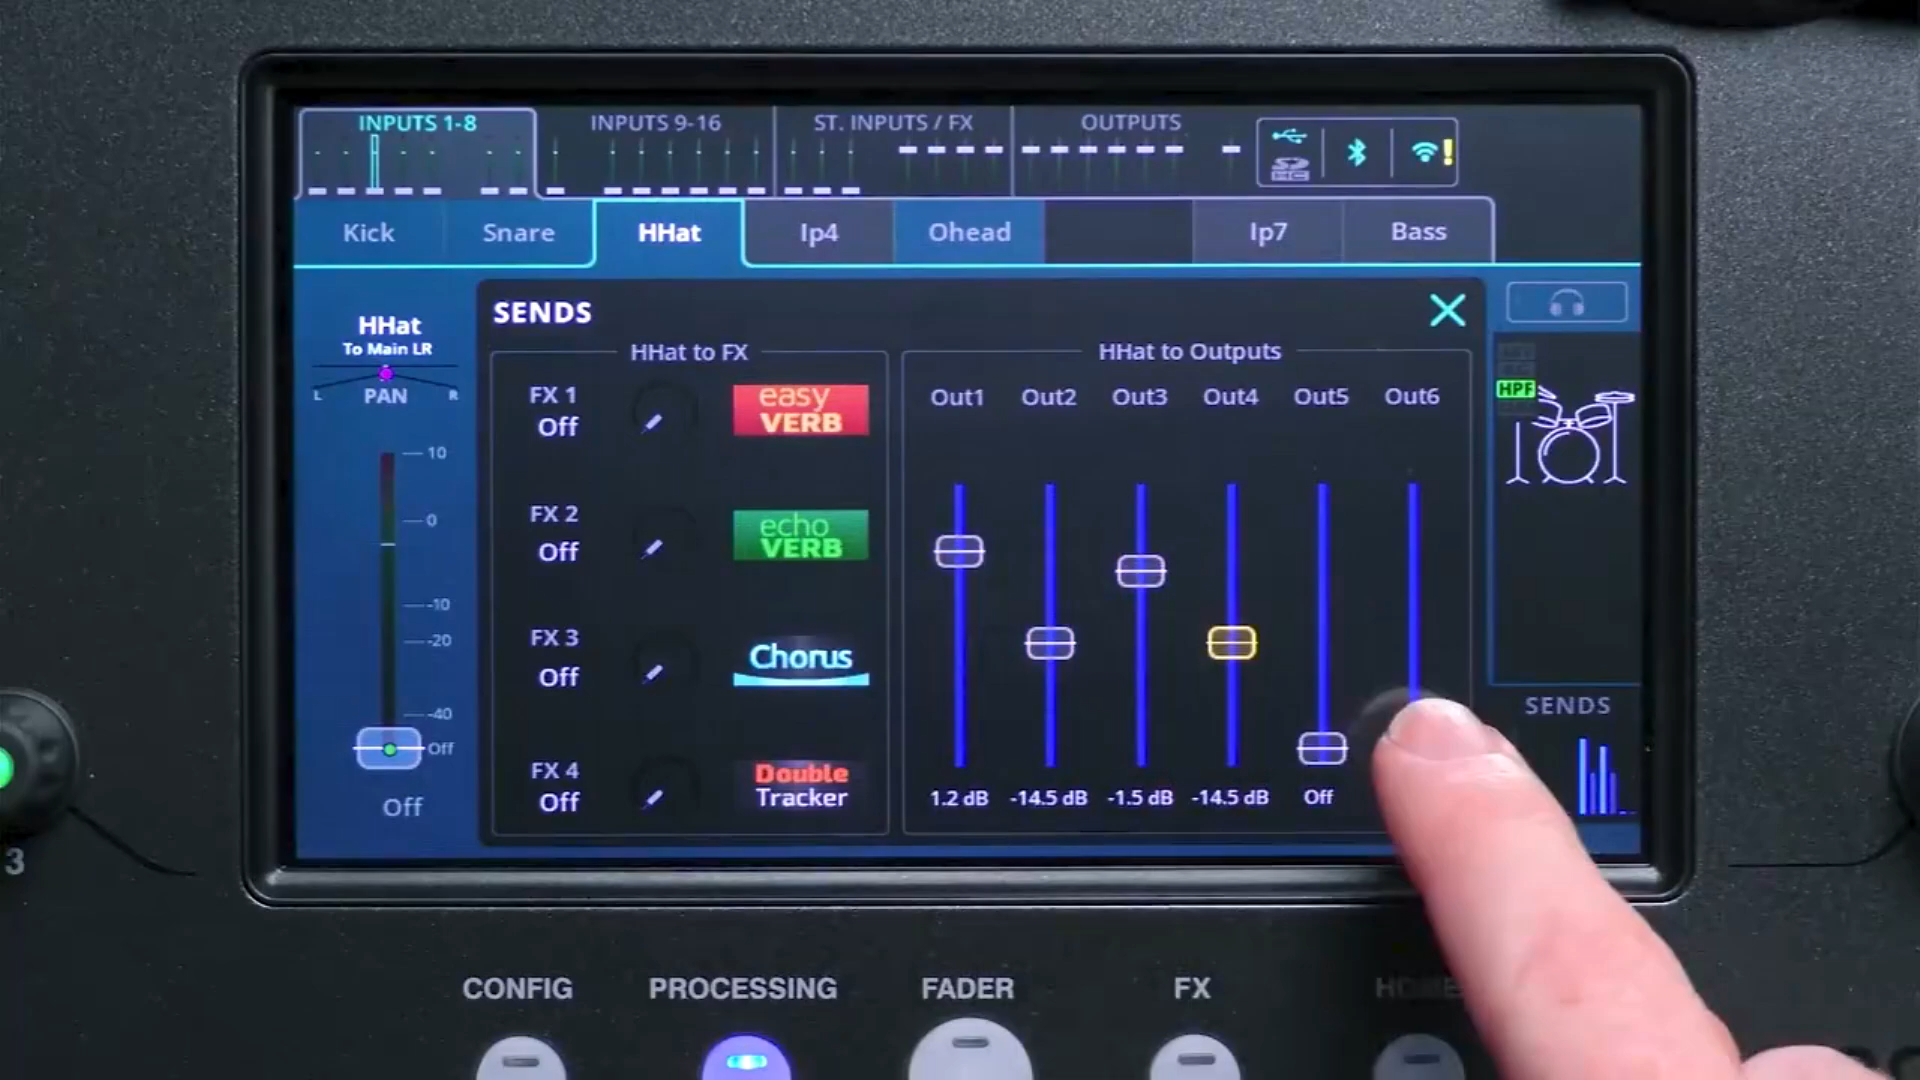 INPUTS 1-8
INPUTS 9-16
ST. INPUTS / FX
OUTPUTS
Kick
Snare
HHat
Ip4
Ohead
Ip7
Bass
HHat
To Main LR
L
PAN
R
10
0
-10
-20
-40
Off
Off
SENDS
HHat to FX
FX 1
Off
easy
VERB
FX 2
Off
echo
VERB
FX 3
Off
Chorus
FX 4
Off
Double
Tracker
HHat to Outputs
Out1 Out2 Out3 Out4 Out5 Out6
1.2 dB -14.5 dB -1.5 dB -14.5 dB Off
HPF
SENDS
3
CONFIG
PROCESSING
FADER
FX
HOME